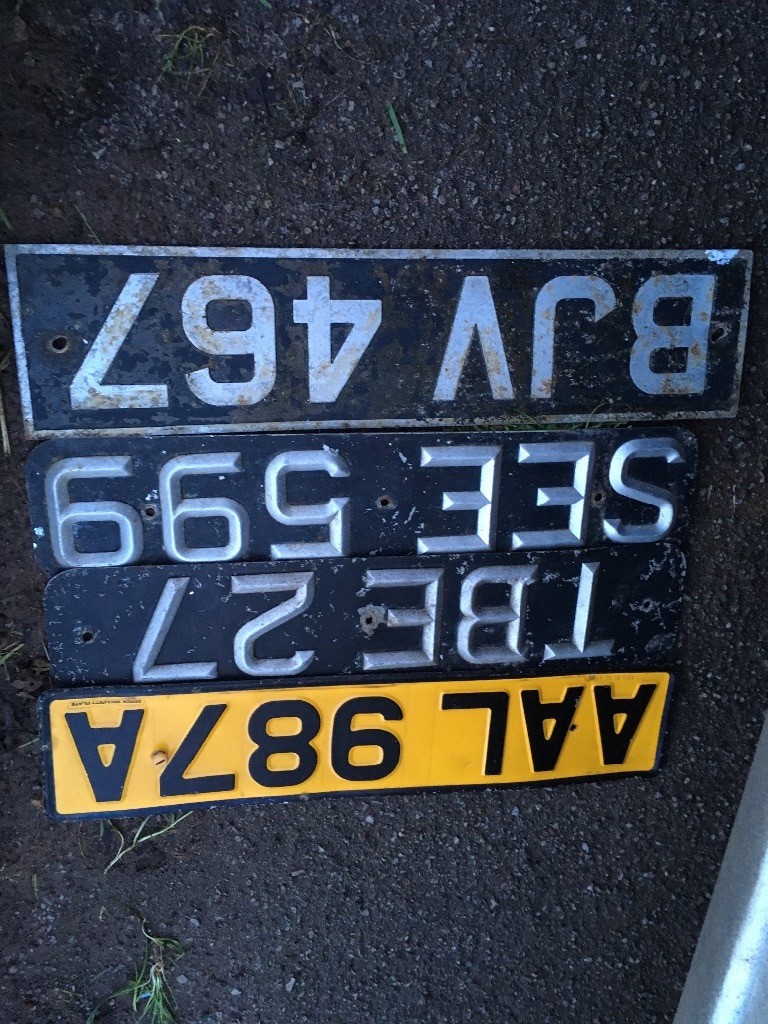 AAL 987A
TBE 27
SEE 599
BJV 467